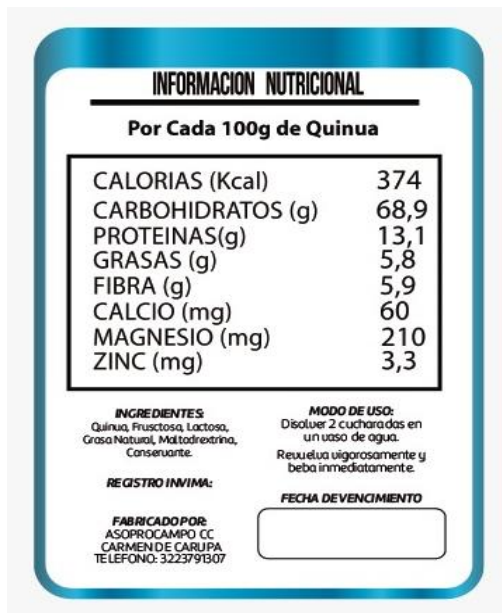 INFORMACION NUTRICIONAL
Por Cada 100g de Quinua
CALORIAS (Kcal) 374
CARBOHIDRATOS (g) 68,9
PROTEINAS(g) 13,1
GRASAS (g) 5,8
FIBRA (g) 5,9
CALCIO (mg) 60
MAGNESIO (mg) 210
ZINC (mg) 3,3
INGREDIENTES:
Quinua, Frusctosa, Lactosa,
Grasa Natural, Maltodrextrina,
Conservante.
REGISTRO INVIMA:
FABRICADO POR:
ASOPROCAMPO CC
CARMEN DE CARUPA
TELEFONO: 3223791307
MODO DE USO:
Disolver 2 cucharadas en
un vaso de agua.
Revuelva vigorosamente y
beba inmediatamente.
FECHA DE VENCIMIENTO